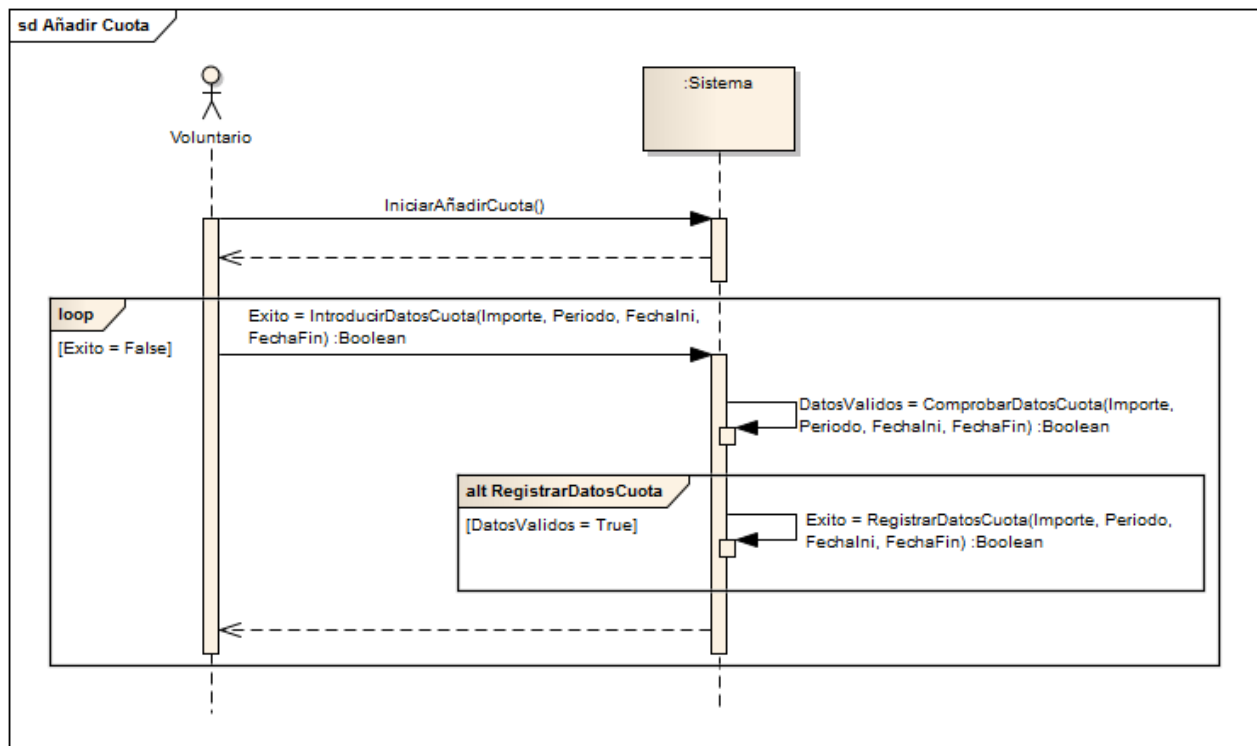 sd Añadir Cuota
:Sistema
Voluntario
IniciarAñadirCuota()
loop
[Exito = False]
Exito = IntroducirDatosCuota(Importe, Periodo, FechaIni,
FechaFin) :Boolean
DatosValidos = ComprobarDatosCuota(Importe,
Periodo, FechaIni, FechaFin) :Boolean
alt RegistrarDatosCuota
[DatosValidos = True]
Exito = RegistrarDatosCuota(Importe, Periodo,
FechaIni, FechaFin) :Boolean